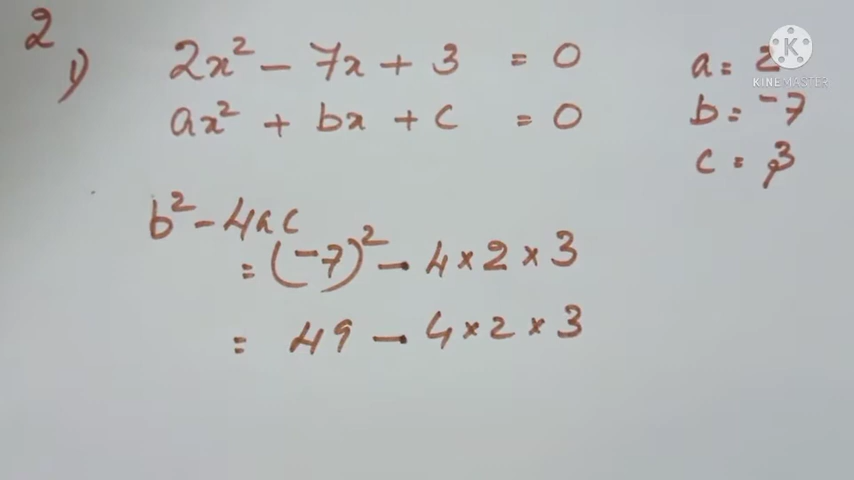 2
1)
2x² - 7x + 3 = 0
ax² + bx + c = 0
a = 2
b = -7
c = 3
b² - 4ac
= (-7)² - 4 × 2 × 3
= 49 - 4 × 2 × 3
K
KINEMASTER